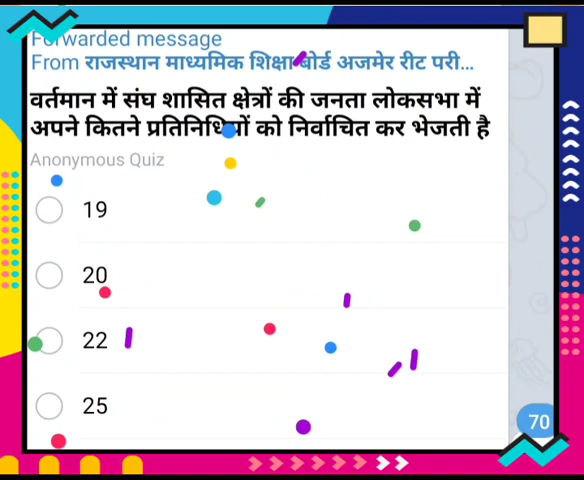 Forwarded message
From राजस्थान माध्यमिक शिक्षा बोर्ड अजमेर रीट परी...
वर्तमान में संघ शासित क्षेत्रों की जनता लोकसभा में
अपने कितने प्रतिनिधियों को निर्वाचित कर भेजती है
Anonymous Quiz
19
20
22
25
70